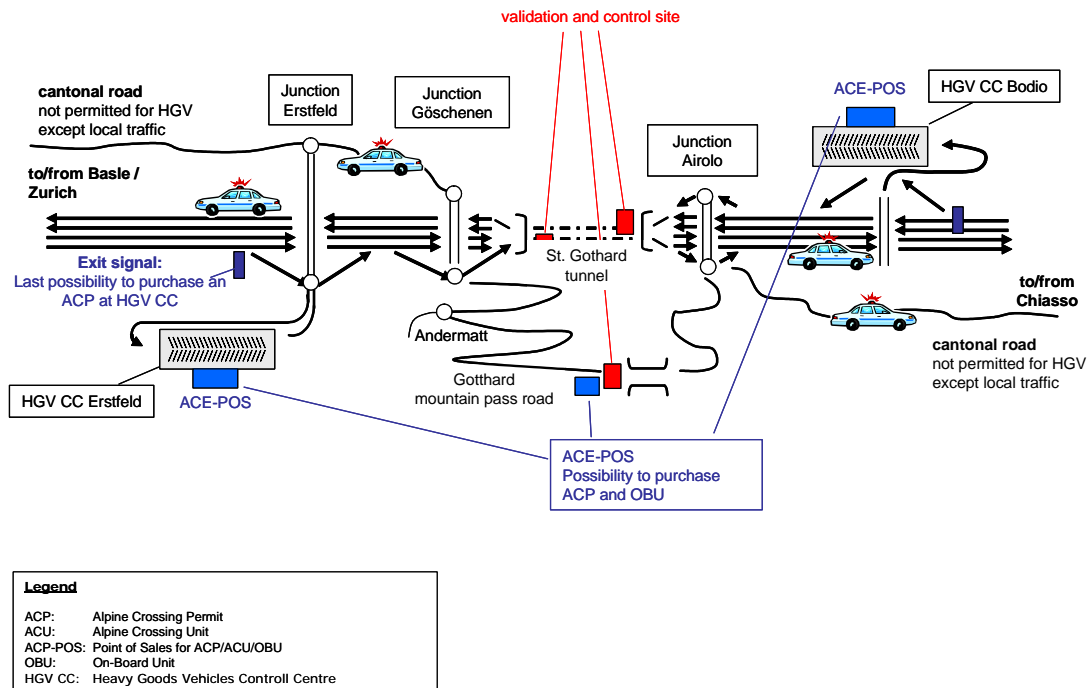 validation and control site
cantonal road
not permitted for HGV
except local traffic
Junction
Erstfeld
Junction
Göschenen
ACE-POS
HGV CC Bodio
Junction
Airolo
to/from Basle /
Zurich
Exit signal:
Last possibility to purchase an
ACP at HGV CC
St. Gothard
tunnel
to/from
Chiasso
Andermatt
cantonal road
not permitted for HGV
except local traffic
Gotthard
mountain pass road
HGV CC Erstfeld
ACE-POS
ACE-POS
Possibility to purchase
ACP and OBU
Legend
ACP: Alpine Crossing Permit
ACU: Alpine Crossing Unit
ACP-POS: Point of Sales for ACP/ACU/OBU
OBU: On-Board Unit
HGV CC: Heavy Goods Vehicles Controll Centre